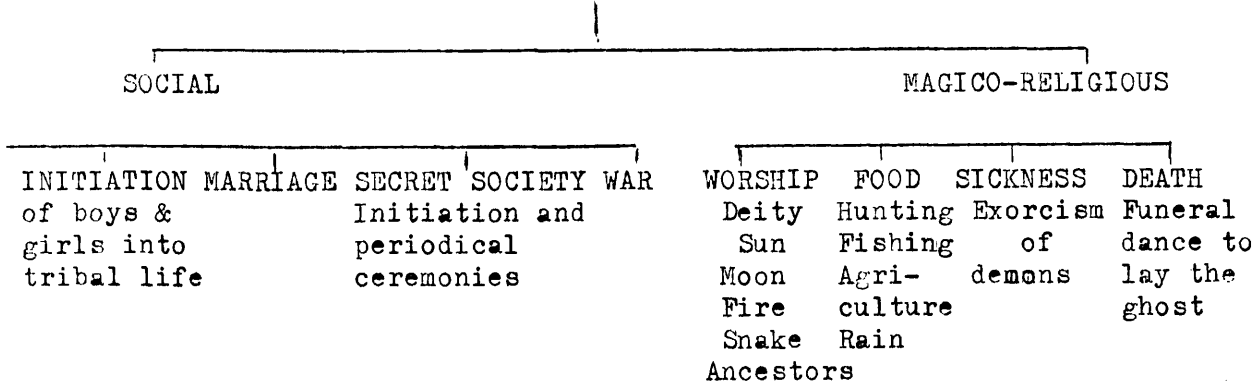 SOCIAL MAGICO-RELIGIOUS
INITIATION MARRIAGE SECRET SOCIETY WAR WORSHIP FOOD SICKNESS DEATH
of boys & Initiation and Deity Hunting Exorcism Funeral
girls into periodical Sun Fishing of dance to
tribal life ceremonies Moon Agri- demons lay the
Fire culture ghost
Snake Rain
Ancestors